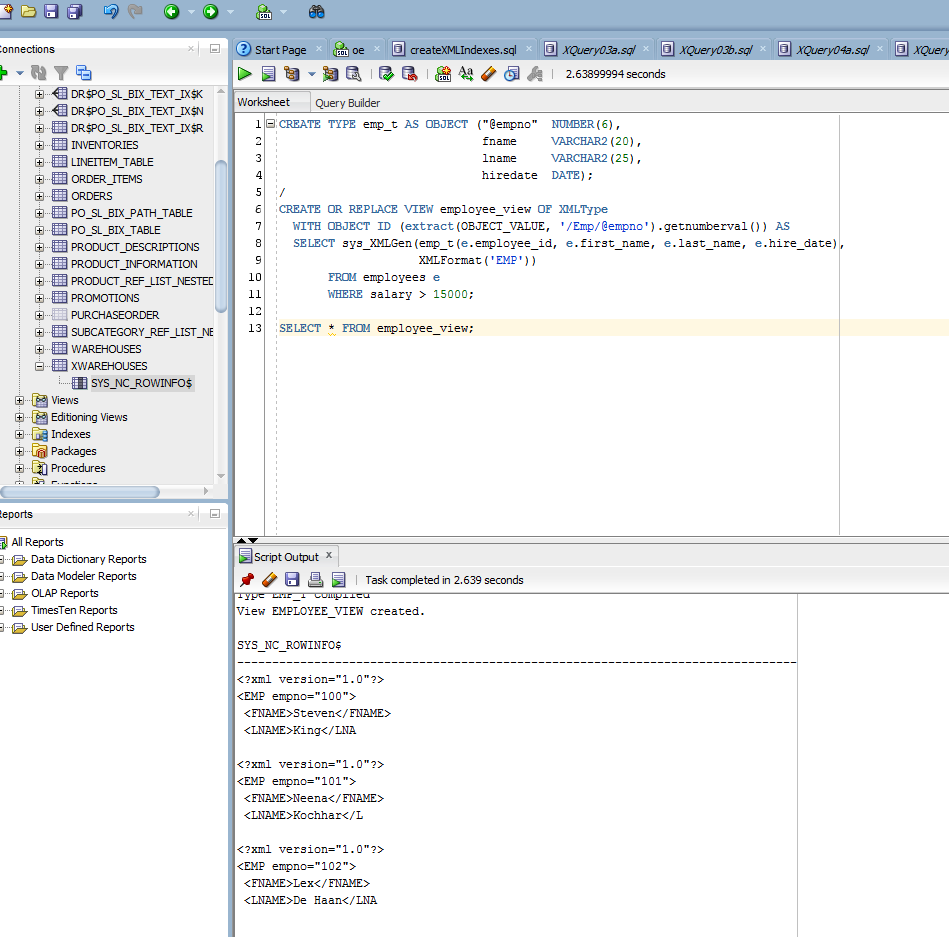 Connections
DR$PO_SL_BIX_TEXT_IX$K
DR$PO_SL_BIX_TEXT_IX$N
DR$PO_SL_BIX_TEXT_IX$R
INVENTORIES
LINEITEM_TABLE
ORDER_ITEMS
ORDERS
PO_SL_BIX_PATH_TABLE
PO_SL_BIX_TABLE
PRODUCT_DESCRIPTIONS
PRODUCT_INFORMATION
PRODUCT_REF_LIST_NESTED
PROMOTIONS
PURCHASEORDER
SUBCATEGORY_REF_LIST_NE
WAREHOUSES
XWAREHOUSES
SYS_NC_ROWINFO$
Views
Editioning Views
Indexes
Packages
Procedures
Reports
All Reports
Data Dictionary Reports
Data Modeler Reports
OLAP Reports
TimesTen Reports
User Defined Reports
Start Page oe createXMLIndexes.sql XQuery03a.sql XQuery03b.sql XQuery04a.sql XQuery
2.63899994 seconds
Worksheet Query Builder
1 CREATE TYPE emp_t AS OBJECT ("@empno" NUMBER(6),
2 fname VARCHAR2(20),
3 lname VARCHAR2(25),
4 hiredate DATE);
5 /
6 CREATE OR REPLACE VIEW employee_view OF XMLType
7 WITH OBJECT ID (extract(OBJECT_VALUE, '/Emp/@empno').getnumberval()) AS
8 SELECT sys_XMLGen(emp_t(e.employee_id, e.first_name, e.last_name, e.hire_date),
9 XMLFormat('EMP'))
10 FROM employees e
11 WHERE salary > 15000;
12
13 SELECT * FROM employee_view;
Script Output x
Task completed in 2.639 seconds
Type EMP_T compiled
View EMPLOYEE_VIEW created.
SYS_NC_ROWINFO$
--------------------------------------------------------------------------------
<?xml version="1.0"?>
<EMP empno="100">
<FNAME>Steven</FNAME>
<LNAME>King</LNA
<?xml version="1.0"?>
<EMP empno="101">
<FNAME>Neena</FNAME>
<LNAME>Kochhar</L
<?xml version="1.0"?>
<EMP empno="102">
<FNAME>Lex</FNAME>
<LNAME>De Haan</LNA